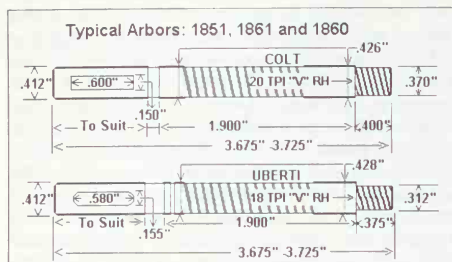 Typical Arbors: 1851, 1861 and 1860
.426"
COLT
.412"
.600"
20 TPI "V" RH
.370"
.150"
To Suit
1.900"
.400"
3.675" -3.725"
.428"
UBERTI
.412"
.580"
18 TPI "V" RH
.312"
To Suit
.155"
1.900"
.375"
3.675" -3.725"